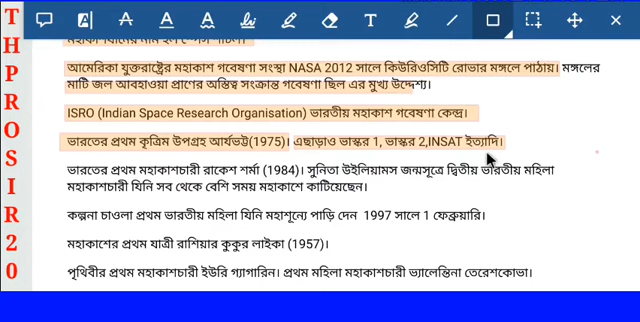 THPROSIR20
মহাকাশযানের নাম হল স্পেস শাটল।
আমেরিকা যুক্তরাষ্ট্রের মহাকাশ গবেষণা সংস্থা NASA 2012 সালে কিউরিওসিটি রোভার মঙ্গলে পাঠায়। মঙ্গলের
মাটি জল আবহাওয়া প্রাণের অস্তিত্ব সংক্রান্ত গবেষণা ছিল এর মুখ্য উদ্দেশ্য।
ISRO (Indian Space Research Organisation) ভারতীয় মহাকাশ গবেষণা কেন্দ্র।
ভারতের প্রথম কৃত্রিম উপগ্রহ আর্যভট্ট(1975)। এছাড়াও ভাস্কর 1, ভাস্কর 2,INSAT ইত্যাদি।
ভারতের প্রথম মহাকাশচারী রাকেশ শর্মা (1984)। সুনিতা উইলিয়ামস জন্মসূত্রে দ্বিতীয় ভারতীয় মহিলা
মহাকাশচারী যিনি সব থেকে বেশি সময় মহাকাশে কাটিয়েছেন।
কল্পনা চাওলা প্রথম ভারতীয় মহিলা যিনি মহাশূন্যে পাড়ি দেন 1997 সালে 1 ফেব্রুয়ারি।
মহাকাশের প্রথম যাত্রী রাশিয়ার কুকুর লাইকা (1957)।
পৃথিবীর প্রথম মহাকাশচারী ইউরি গ্যাগারিন। প্রথম মহিলা মহাকাশচারী ভ্যালেন্তিনা তেরেশকোভা।